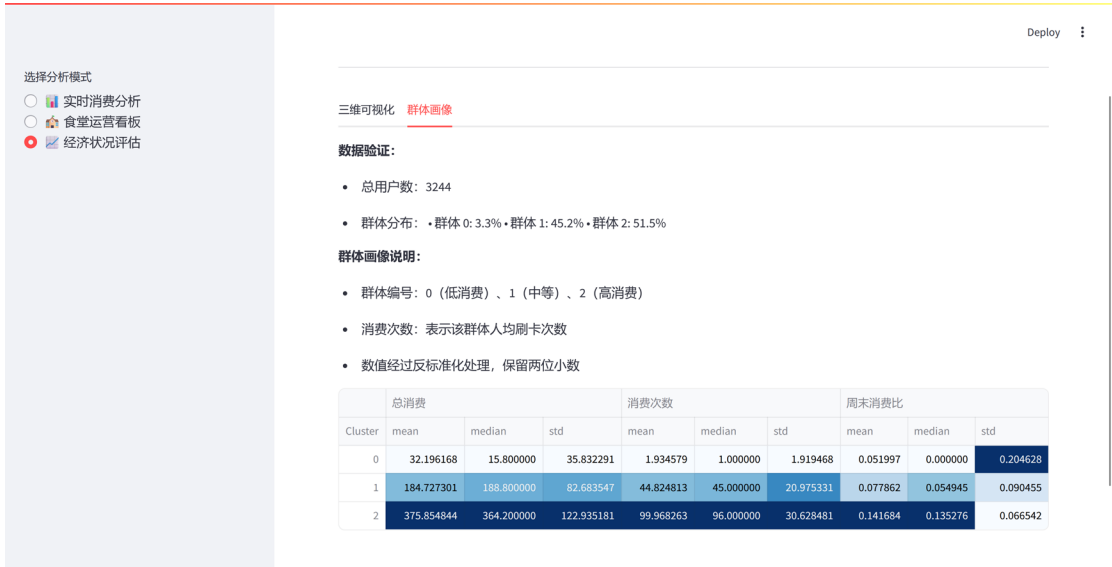 Deploy
选择分析模式
实时消费分析
食堂运营看板
经济状况评估
三维可视化 群体画像
数据验证：
• 总用户数：3244
• 群体分布： • 群体 0: 3.3% • 群体 1: 45.2% • 群体 2: 51.5%
群体画像说明：
• 群体编号：0（低消费）、1（中等）、2（高消费）
• 消费次数：表示该群体人均刷卡次数
• 数值经过反标准化处理，保留两位小数
总消费 消费次数 周末消费比
Cluster mean median std mean median std mean median std
0 32.196168 15.800000 35.832291 1.934579 1.000000 1.919468 0.051997 0.000000 0.204628
1 184.727301 188.800000 82.683547 44.824813 45.000000 20.975331 0.077862 0.054945 0.090455
2 375.854844 364.200000 122.935181 99.968263 96.000000 30.628481 0.141684 0.135276 0.066542